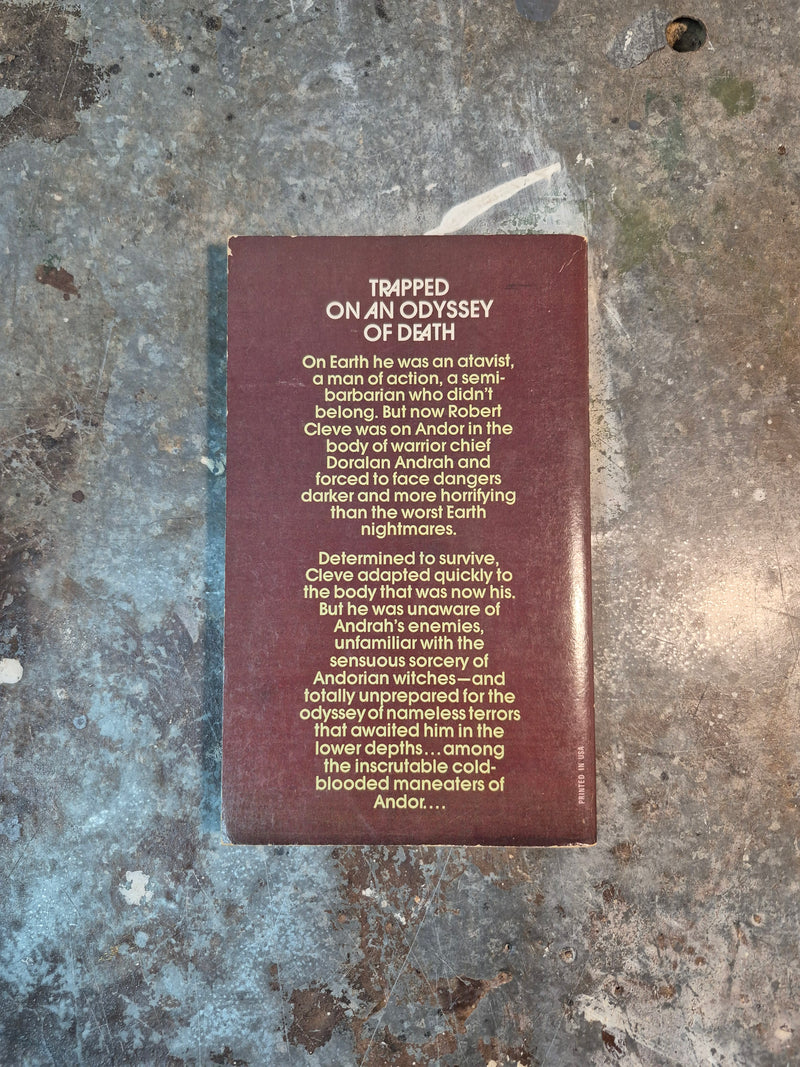 TRAPPED
ON AN ODYSSEY
OF DEATH
On Earth he was an atavist,
a man of action, a semi-
barbarian who didn't
belong. But now Robert
Cleve was on Andor in the
body of warrior chief
Doralan Andrah and
forced to face dangers
darker and more horrifying
than the worst Earth
nightmares.
Determined to survive,
Cleve adapted quickly to
the body that was now his.
But he was unaware of
Andrah's enemies,
unfamiliar with the
sensuous sorcery of
Andorian witches—and
totally unprepared for the
odyssey of nameless terrors
that awaited him in the
lower depths...among
the inscrutable cold-
blooded maneaters of
Andor....
PRINTED IN USA